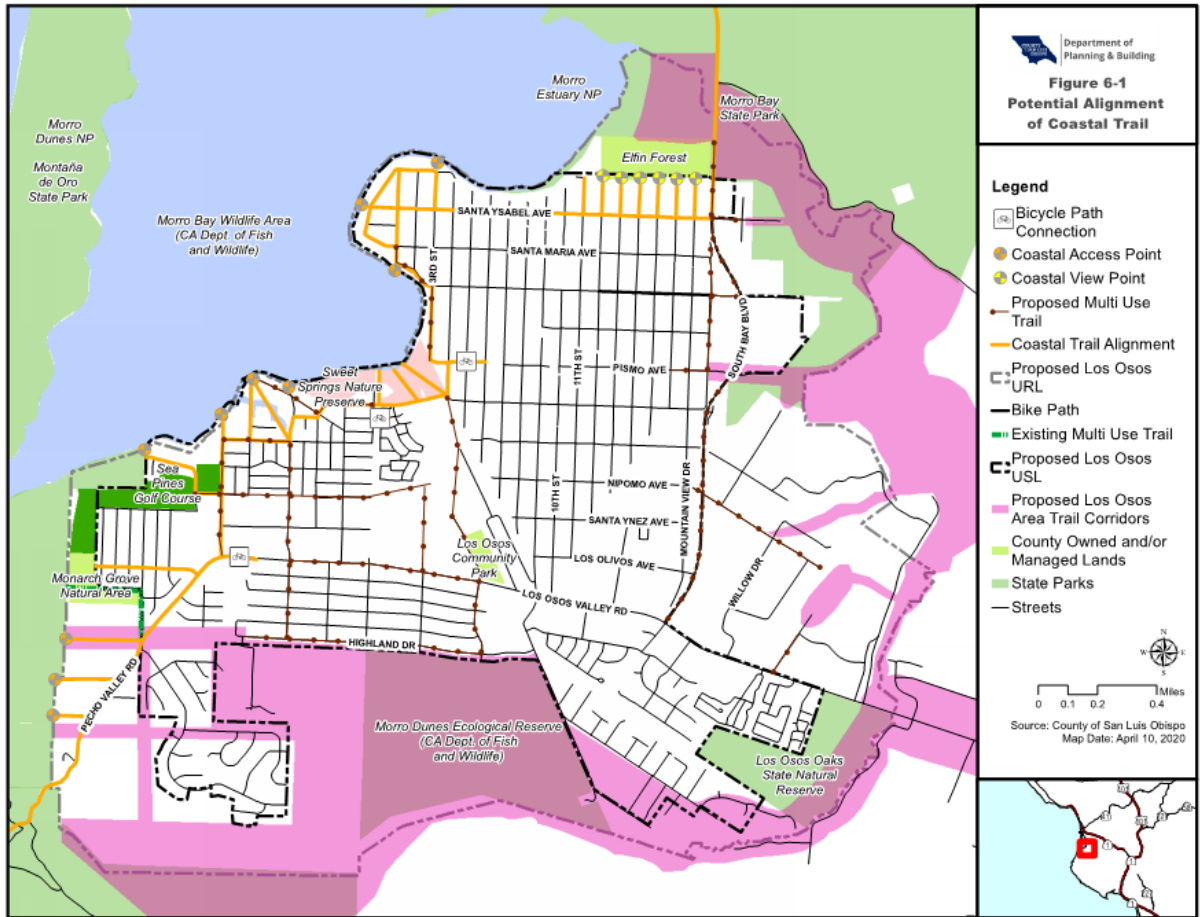 Morro
Estuary NP
Morro Bay
State Park
Morro
Dunes NP
Montaña
de Oro
State Park
Elfin Forest
Morro Bay Wildlife Area
(CA Dept. of Fish
and Wildlife)
SANTA YSABEL AVE
SANTA MARIA AVE
3RD ST
SOUTH BAY BLVD
11TH ST
PISMO AVE
Sweet
Springs Nature
Preserve
Sea
Pines
Golf Course
10TH ST
NIPOMO AVE
SANTA YNEZ AVE
MOUNTAIN VIEW DR
Los Osos
Community
Park
LOS OLIVOS AVE
WILLOW DR
Monarch Grove
Natural Area
LOS OSOS VALLEY RD
HIGHLAND DR
PECHO VALLEY RD
Morro Dunes Ecological Reserve
(CA Dept. of Fish
and Wildlife)
Los Osos Oaks
State Natural
Reserve
Department of
Planning & Building
Figure 6-1
Potential Alignment
of Coastal Trail
Legend
Bicycle Path
Connection
Coastal Access Point
Coastal View Point
Proposed Multi Use
Trail
Coastal Trail Alignment
Proposed Los Osos
URL
Bike Path
Existing Multi Use Trail
Proposed Los Osos
USL
Proposed Los Osos
Area Trail Corridors
County Owned and/or
Managed Lands
State Parks
Streets
N
W E
S
Miles
0 0.1 0.2 0.4
Source: County of San Luis Obispo
Map Date: April 10, 2020
101
41
1
1
1